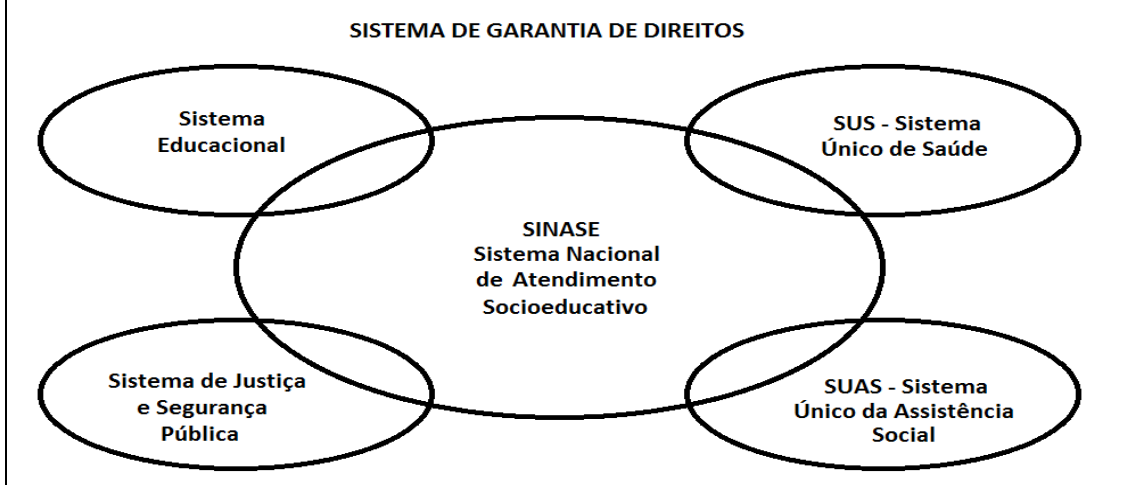 SISTEMA DE GARANTIA DE DIREITOS
Sistema
Educacional
SUS - Sistema
Único de Saúde
SINASE
Sistema Nacional
de Atendimento
Socioeducativo
Sistema de Justiça
e Segurança
Pública
SUAS - Sistema
Único da Assistência
Social